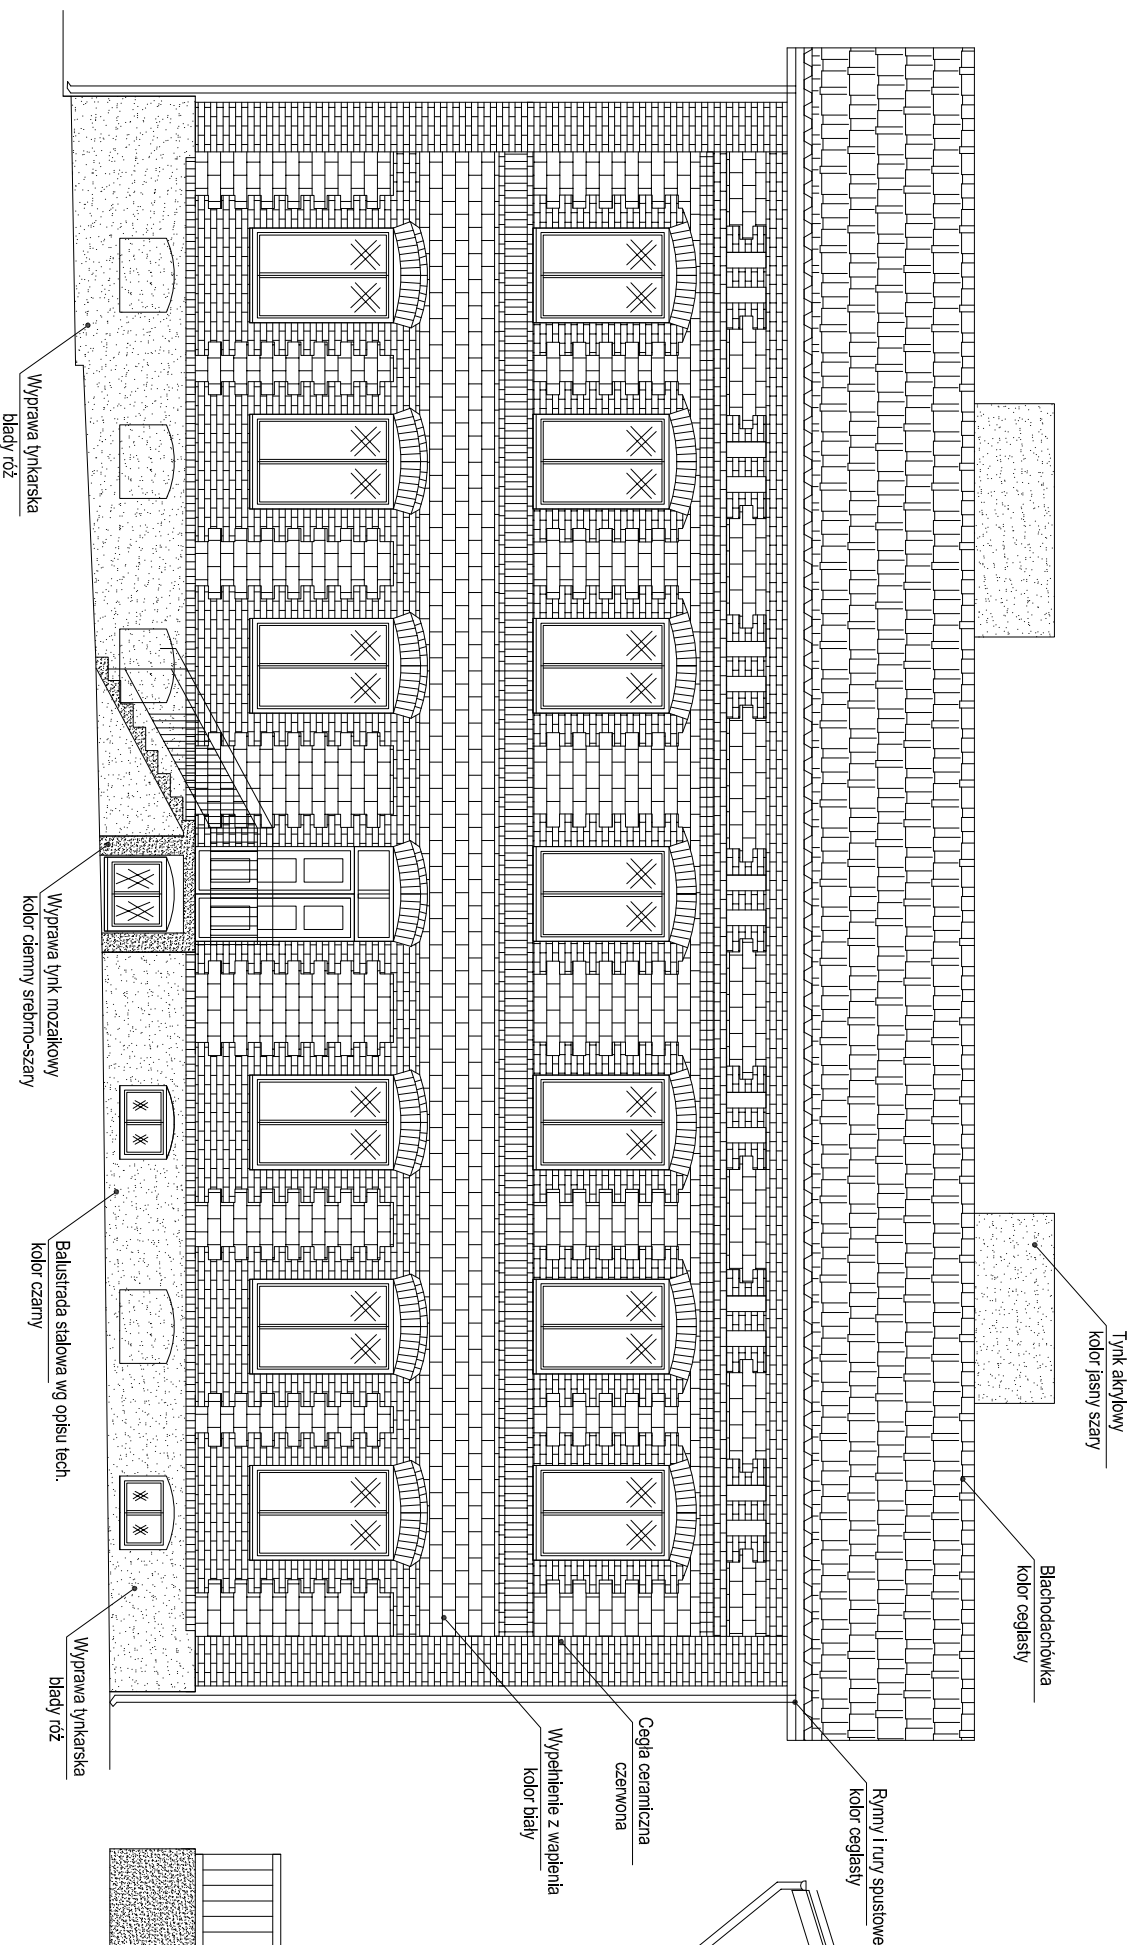 Tynk akrylowy
kolor jasny szary
Blachodachówka
kolor ceglasty
Rynny i rury spustowe
kolor ceglasty
Cegła ceramiczna
czerwona
Wypełnienie z wapienia
kolor biały
Wyprawa tynkarska
blady róż
Wyprawa tynk mozaikowy
kolor ciemny srebrno-szary
Balustrada stalowa wg opisu tech.
kolor czarny
Wyprawa tynkarska
blady róż